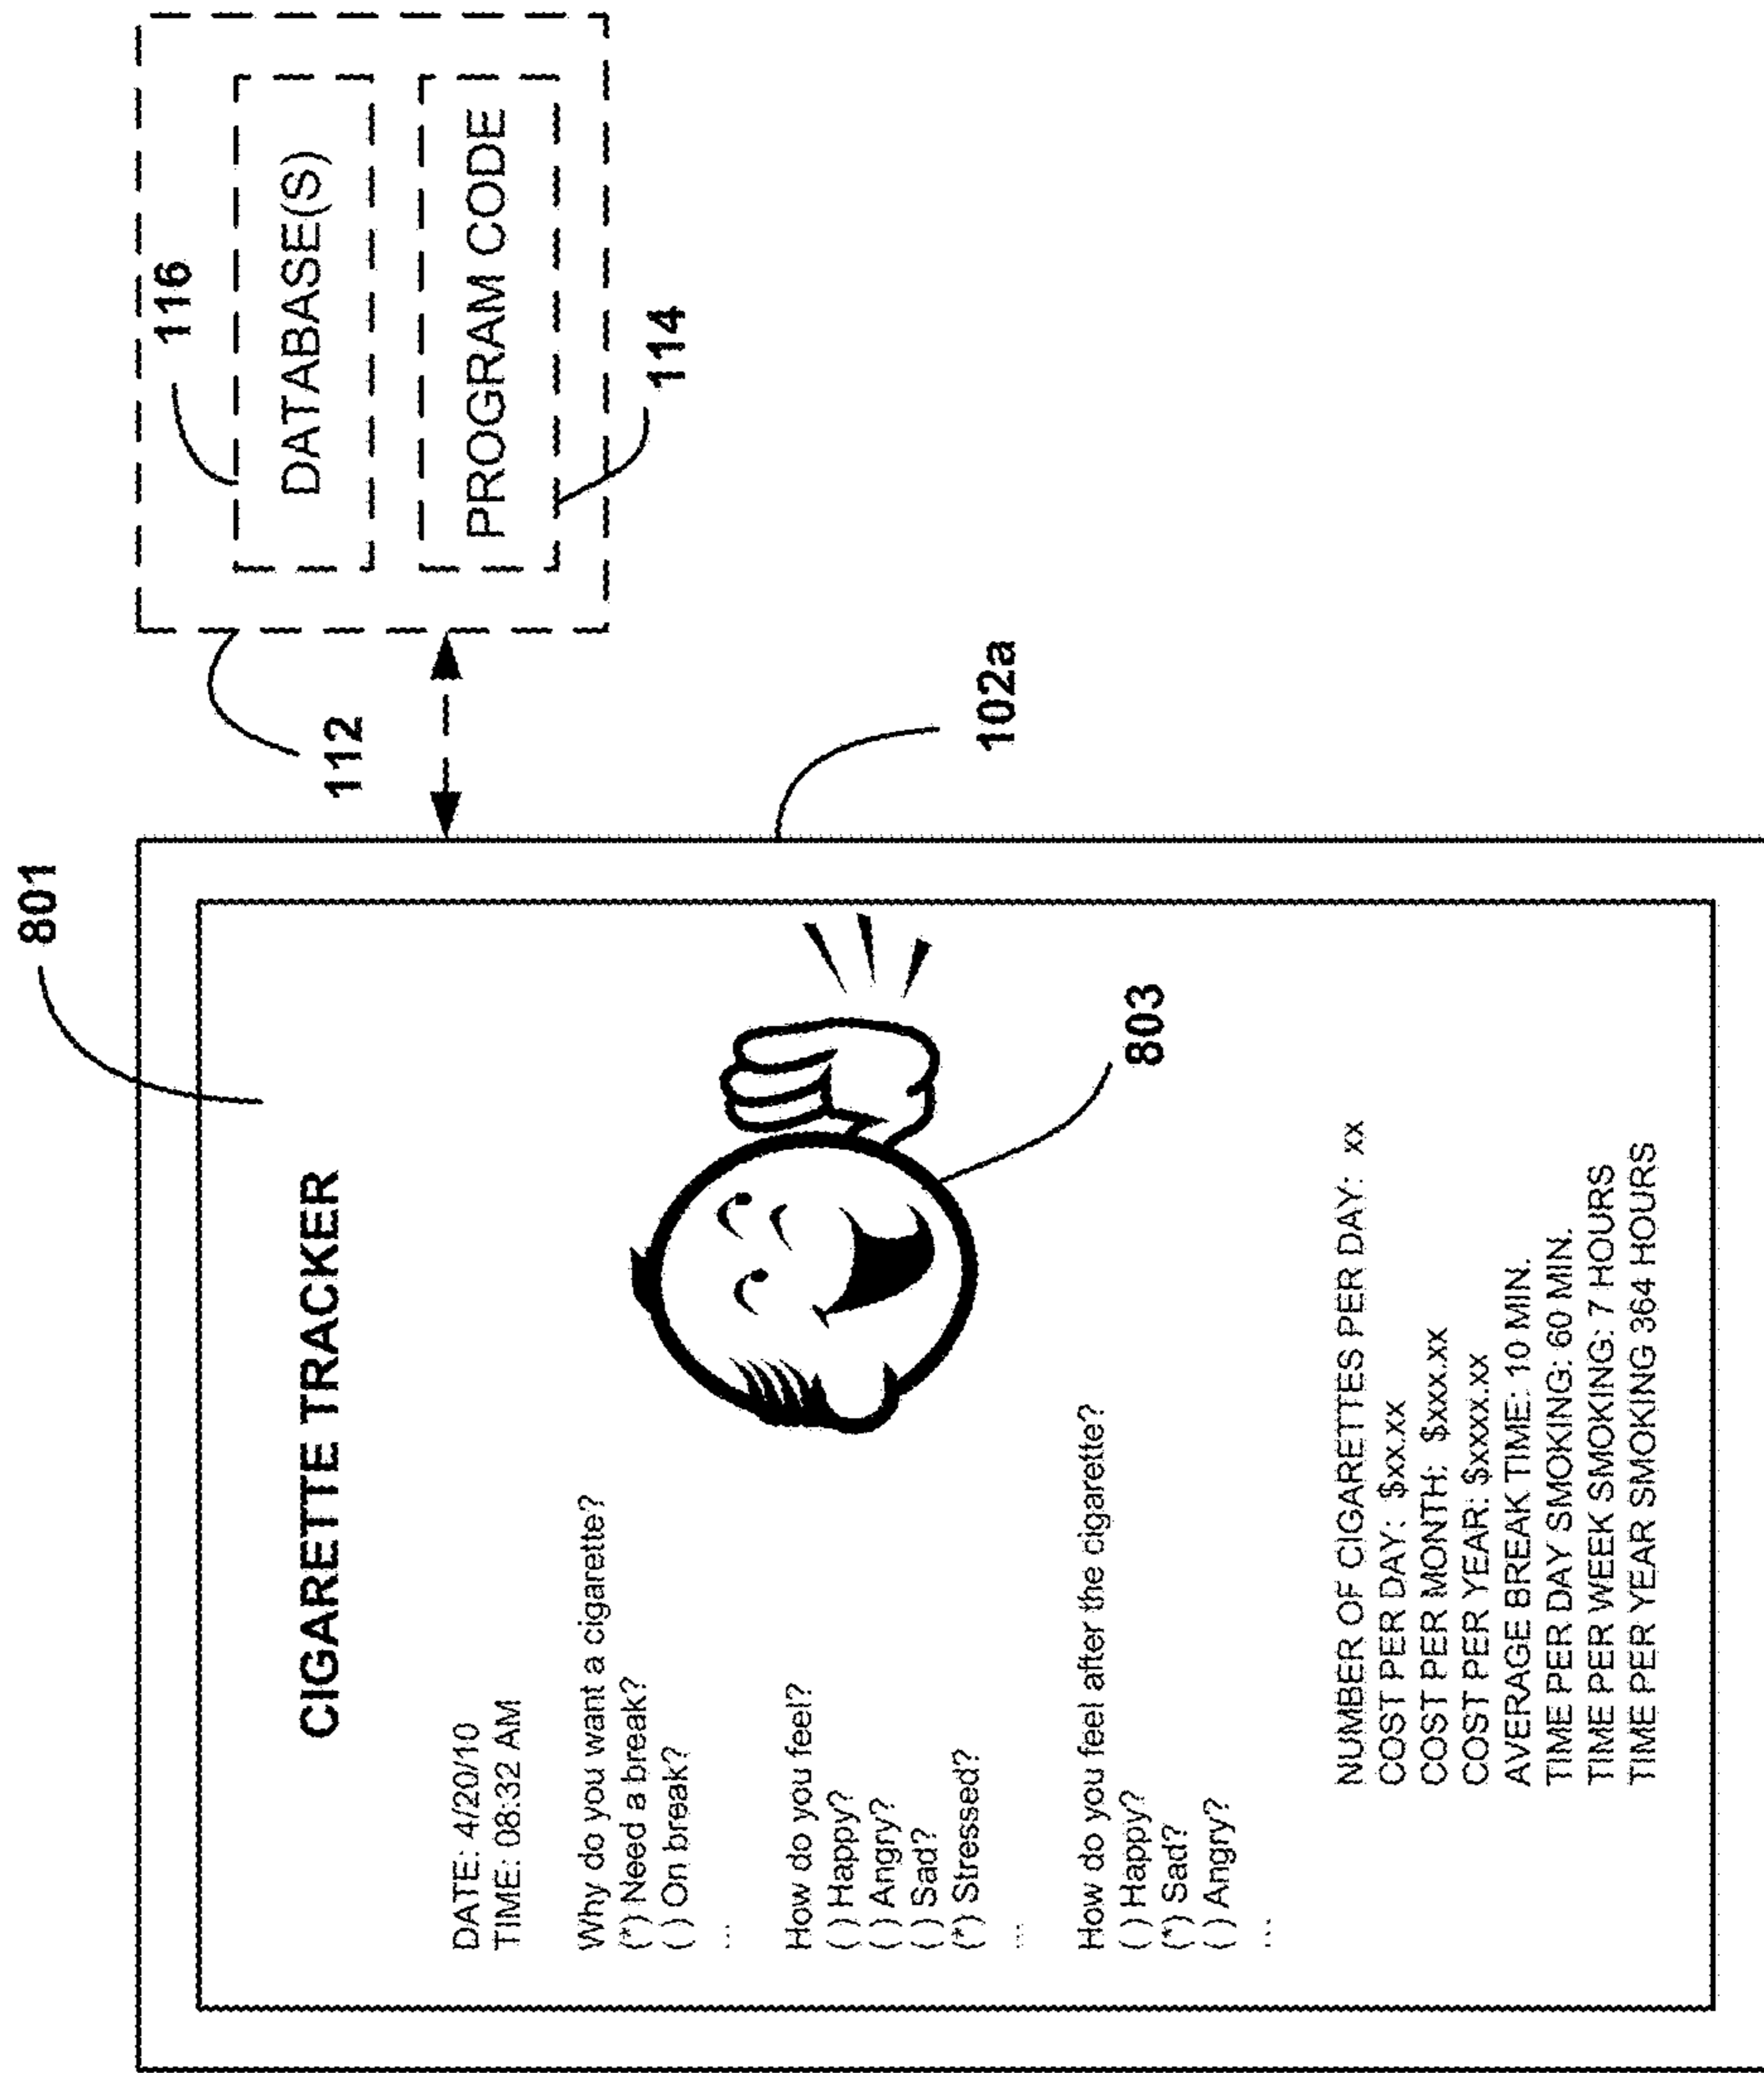 801
CIGARETTE TRACKER
DATE: 4/20/10
TIME: 08:32 AM
Why do you want a cigarette?
(*) Need a break?
( ) On break?
...
How do you feel?
( ) Happy?
( ) Angry?
( ) Sad?
(*) Stressed?
...
How do you feel after the cigarette?
( ) Happy?
(*) Sad?
( ) Angry?
...
803
NUMBER OF CIGARETTES PER DAY: xx
COST PER DAY: $xx.xx
COST PER MONTH: $xxx.xx
COST PER YEAR: $xxxx.xx
AVERAGE BREAK TIME: 10 MIN.
TIME PER DAY SMOKING: 60 MIN.
TIME PER WEEK SMOKING: 7 HOURS
TIME PER YEAR SMOKING 364 HOURS
102a
112
116
DATABASE(S)
PROGRAM CODE
114